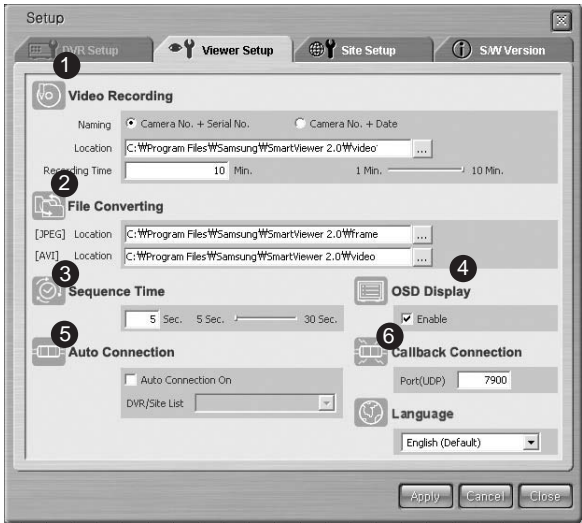 Setup
DVR Setup
Viewer Setup
Site Setup
S/W Version
1
Video Recording
Naming
Camera No. + Serial No.
Camera No. + Date
Location
C:₩Program Files₩Samsung₩SmartViewer 2.0₩video
...
Recording Time
10 Min.
1 Min.
10 Min.
2
File Converting
[JPEG] Location
C:₩Program Files₩Samsung₩SmartViewer 2.0₩frame
...
[AVI] Location
C:₩Program Files₩Samsung₩SmartViewer 2.0₩video
...
3
Sequence Time
5 Sec.
5 Sec.
30 Sec.
4
OSD Display
Enable
5
Auto Connection
Auto Connection On
DVR/Site List
6
Callback Connection
Port(UDP)
7900
Language
English (Default)
Apply
Cancel
Close